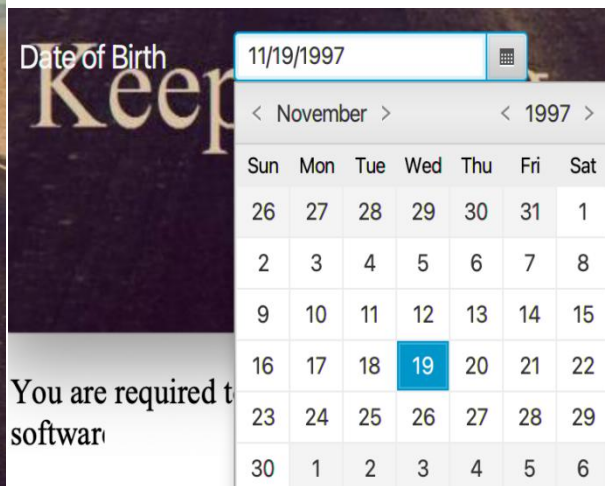 Date of Birth 11/19/1997
Keep
< November > < 1997 >
Sun Mon Tue Wed Thu Fri Sat
26 27 28 29 30 31 1
2 3 4 5 6 7 8
9 10 11 12 13 14 15
16 17 18 19 20 21 22
23 24 25 26 27 28 29
30 1 2 3 4 5 6
You are required